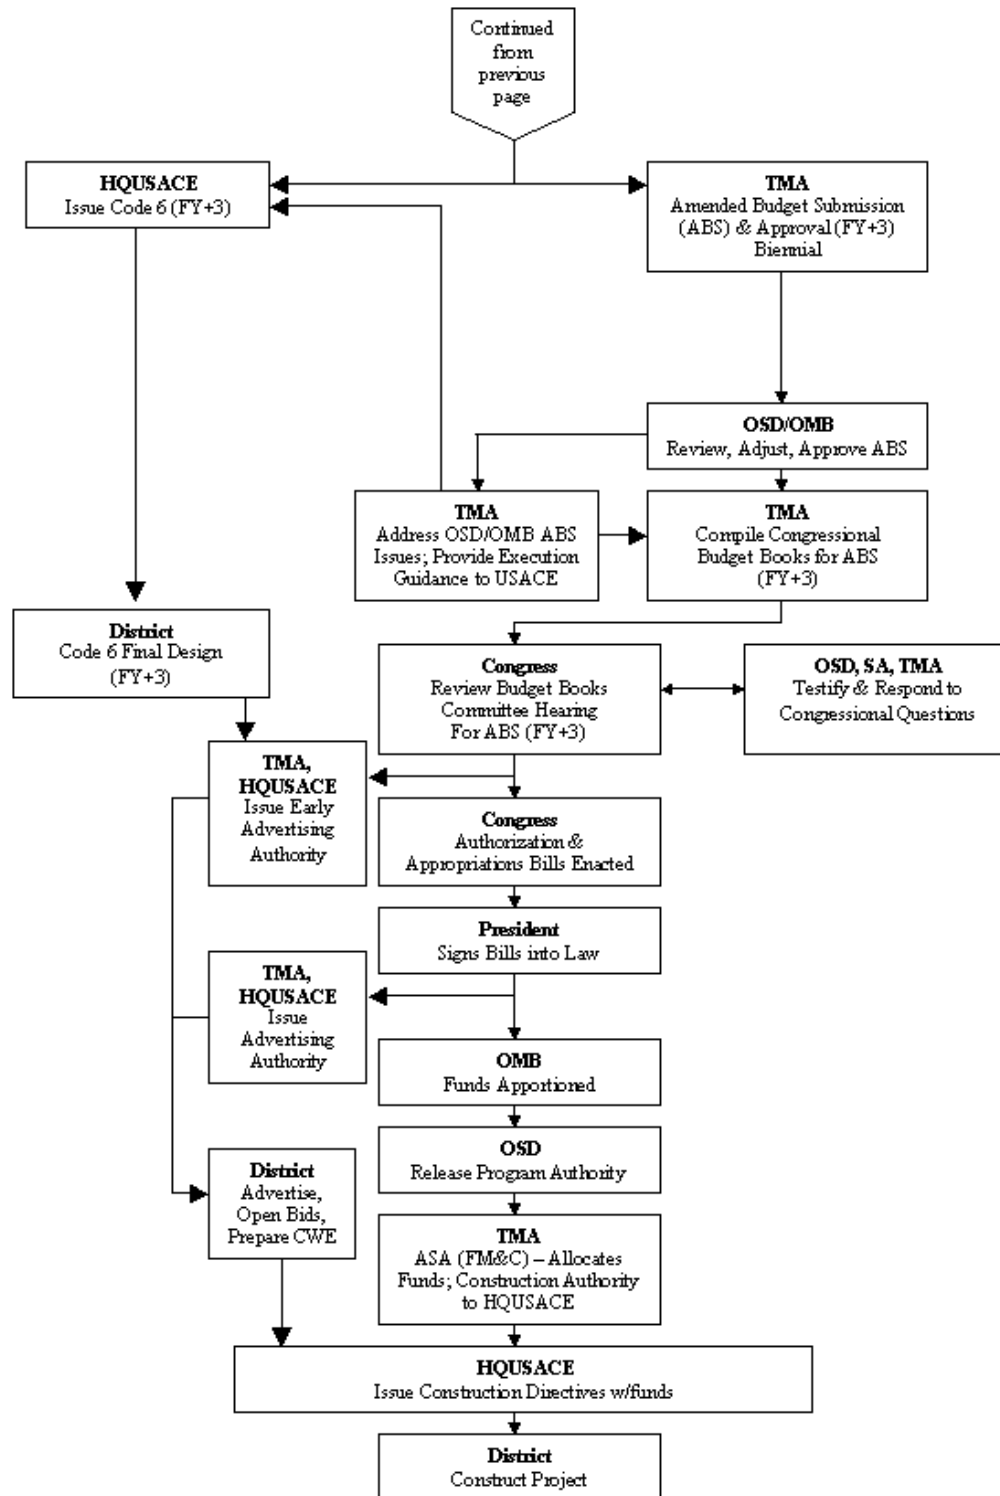 Continued
from
previous
page
HQUSACE
Issue Code 6 (FY+3)
TMA
Amended Budget Submission
(ABS) & Approval (FY+3)
Biennial
OSD/OMB
Review, Adjust, Approve ABS
TMA
Address OSD/OMB ABS
Issues; Provide Execution
Guidance to USACE
TMA
Compile Congressional
Budget Books for ABS
(FY+3)
District
Code 6 Final Design
(FY+3)
Congress
Review Budget Books
Committee Hearing
For ABS (FY+3)
OSD, SA, TMA
Testify & Respond to
Congressional Questions
TMA,
HQUSACE
Issue Early
Advertising
Authority
Congress
Authorization &
Appropriations Bills Enacted
President
Signs Bills into Law
TMA,
HQUSACE
Issue
Advertising
Authority
OMB
Funds Apportioned
OSD
Release Program Authority
District
Advertise,
Open Bids,
Prepare CWE
TMA
ASA (FM&C) – Allocates
Funds; Construction Authority
to HQUSACE
HQUSACE
Issue Construction Directives w/funds
District
Construct Project